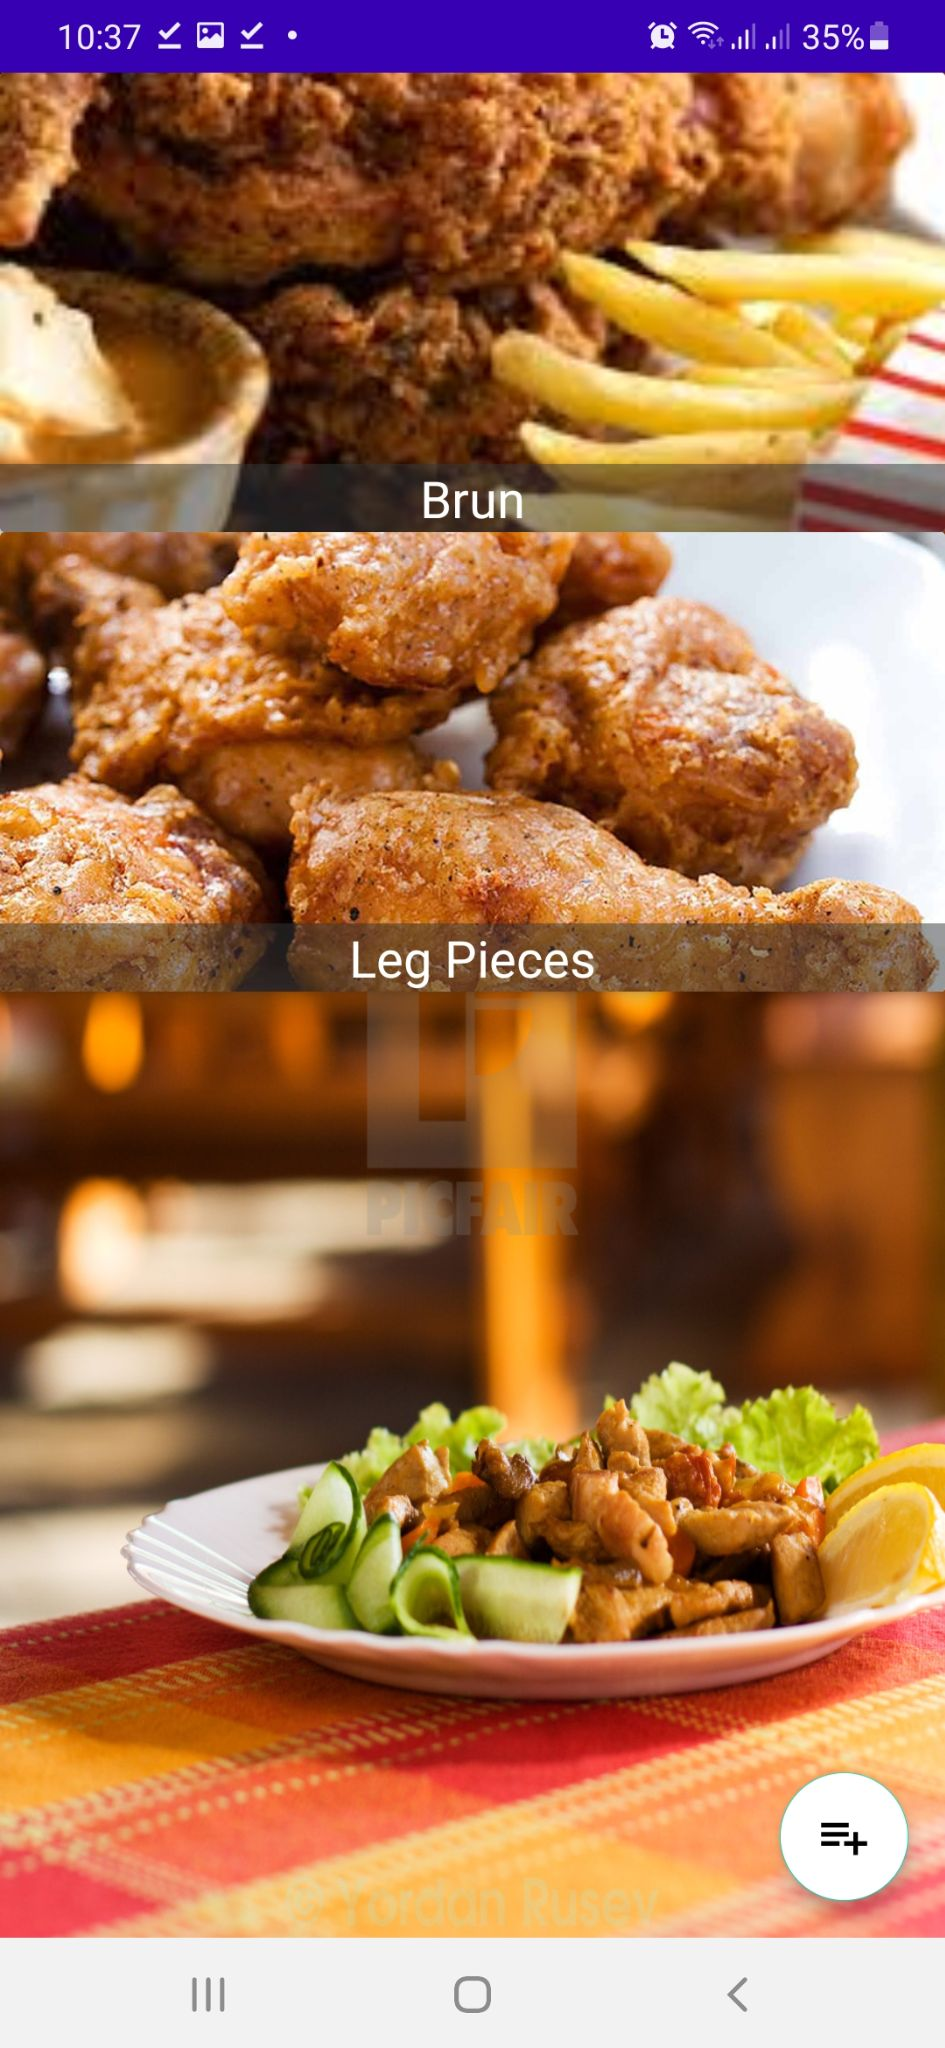 10:37
35%
Brun
Leg Pieces
PICFAIR
© Yordan Rusev